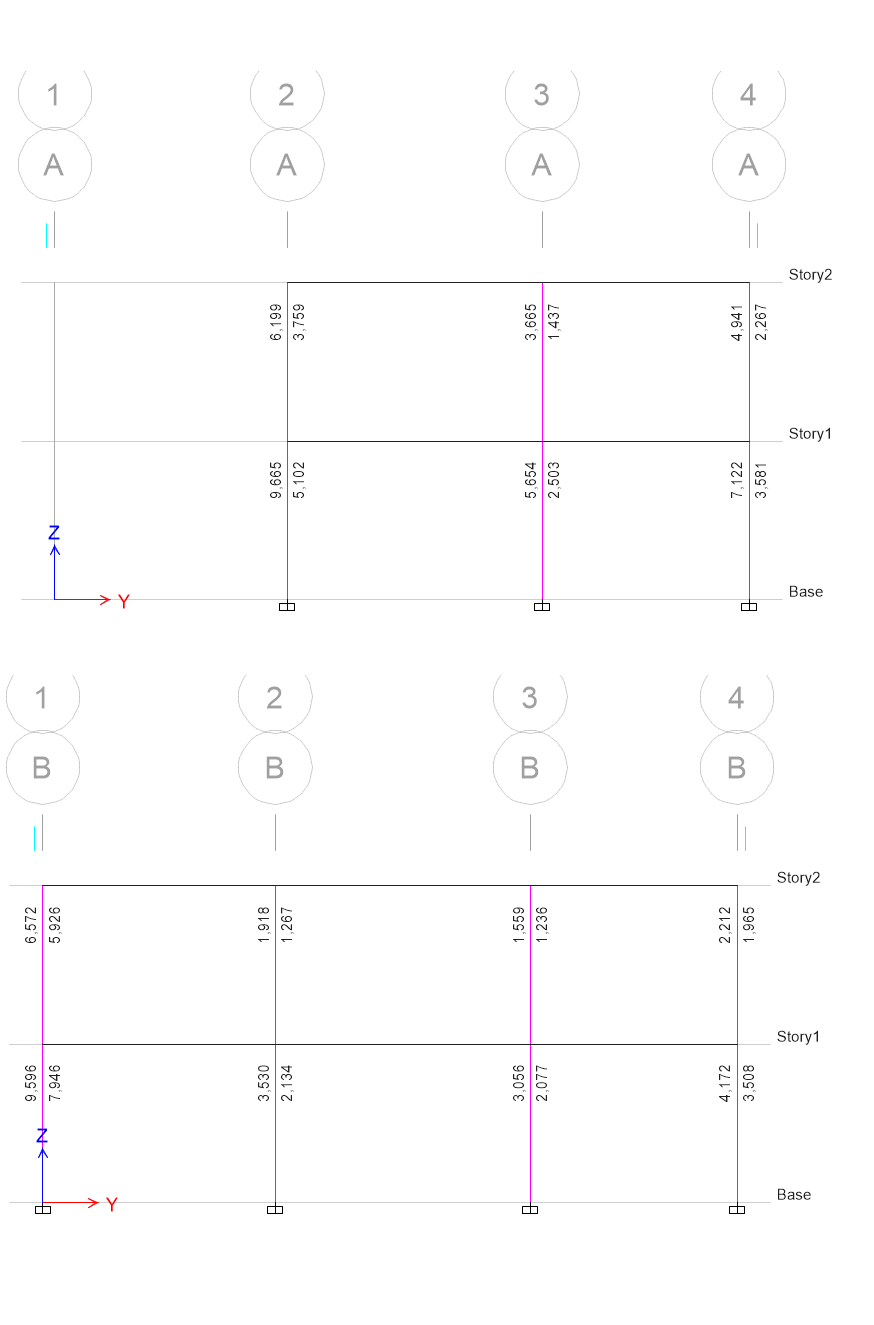 1 2 3 4
A A A A
Story2
6,199 3,759 3,665 1,437 4,941 2,267
Story1
9,665 5,102 5,654 2,503 7,122 3,581
Z
Y
Base
1 2 3 4
B B B B
Story2
6,572 5,926 1,918 1,267 1,559 1,236 2,212 1,965
Story1
9,596 7,946 3,530 2,134 3,056 2,077 4,172 3,508
Z
Y
Base